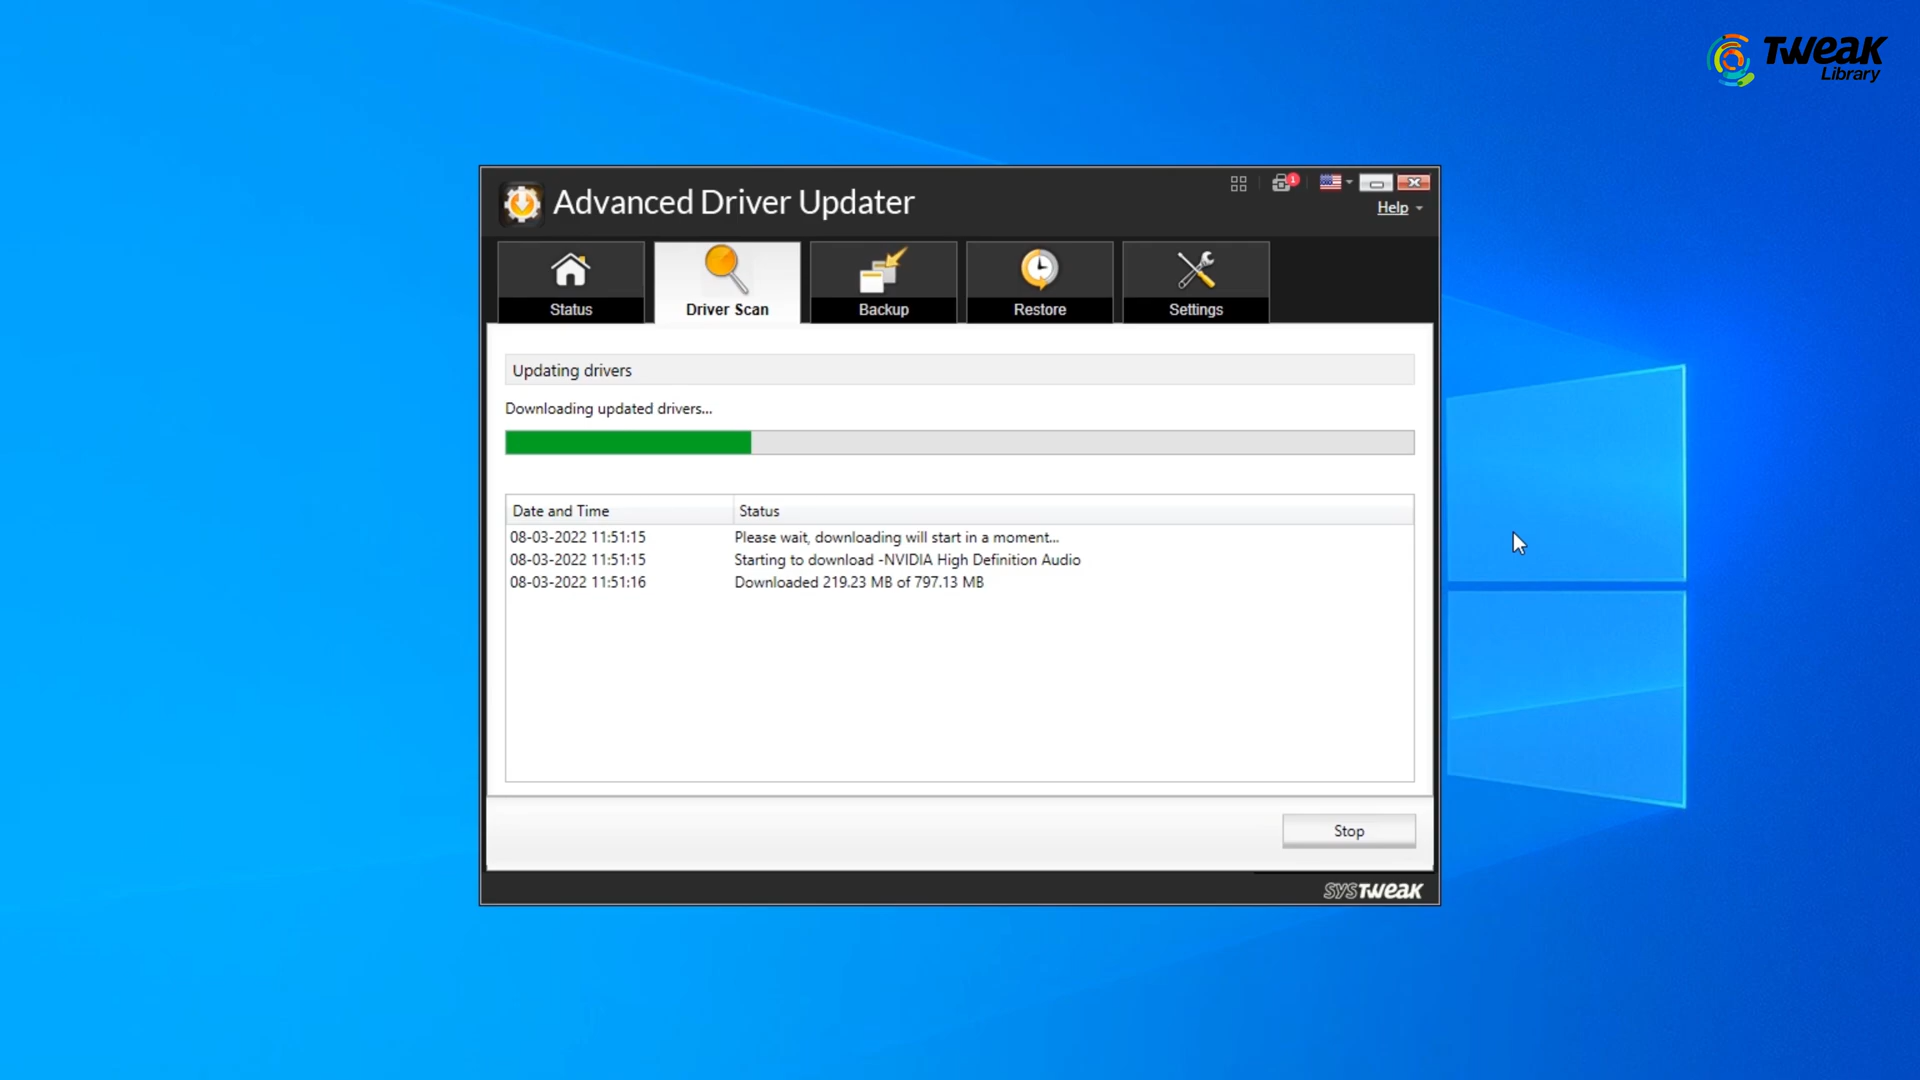 TWEAK
Library
Advanced Driver Updater
1
Help
Status
Driver Scan
Backup
Restore
Settings
Updating drivers
Downloading updated drivers...
Date and Time Status
08-03-2022 11:51:15 Please wait, downloading will start in a moment...
08-03-2022 11:51:15 Starting to download -NVIDIA High Definition Audio
08-03-2022 11:51:16 Downloaded 219.23 MB of 797.13 MB
Stop
SYSTWEAK